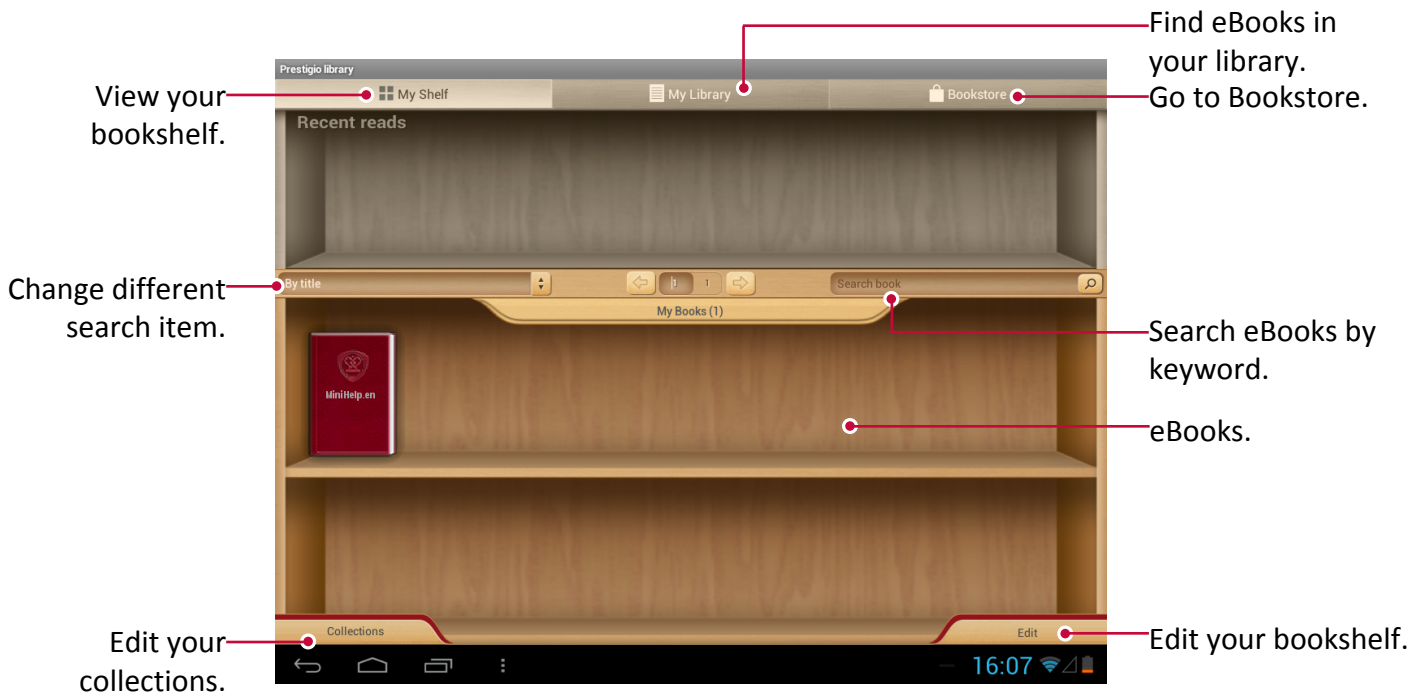 Find eBooks in
your library.
Go to Bookstore.
View your
bookshelf.
Prestigio library
My Shelf
My Library
Bookstore
Recent reads
Change different
search item.
By title
1
1
Search book
My Books (1)
Search eBooks by
keyword.
MiniHelp.en
eBooks.
Edit your
collections.
Collections
Edit
Edit your bookshelf.
16:07